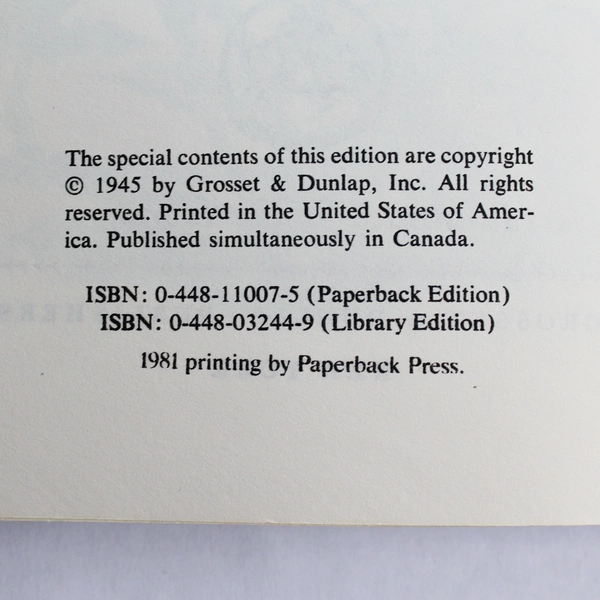 The special contents of this edition are copyright
© 1945 by Grosset & Dunlap, Inc. All rights
reserved. Printed in the United States of Amer-
ica. Published simultaneously in Canada.
ISBN: 0-448-11007-5 (Paperback Edition)
ISBN: 0-448-03244-9 (Library Edition)
1981 printing by Paperback Press.